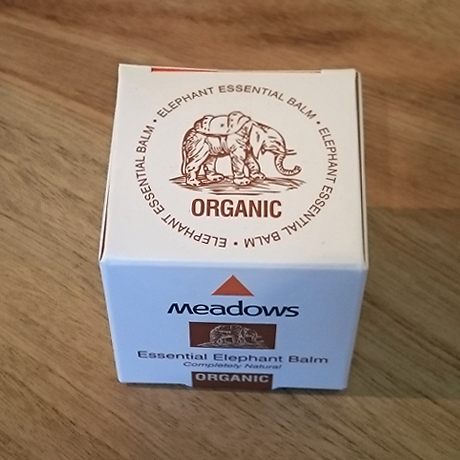 • ELEPHANT ESSENTIAL BALM • ELEPHANT ESSENTIAL BALM • ELEPHANT ESSENTIAL BALM
ORGANIC
meadows
Essential Elephant Balm
Completely Natural
ORGANIC